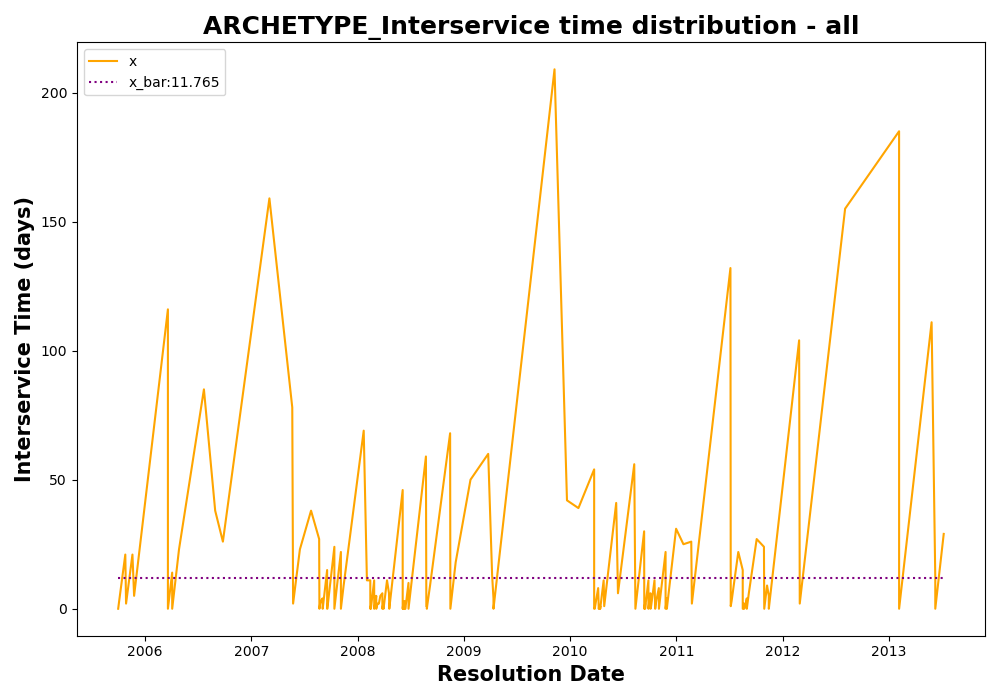 ARCHETYPE_Interservice time distribution - all
x
x_bar:11.765
Interservice Time (days)
200
150
100
50
0
2006 2007 2008 2009 2010 2011 2012 2013
Resolution Date